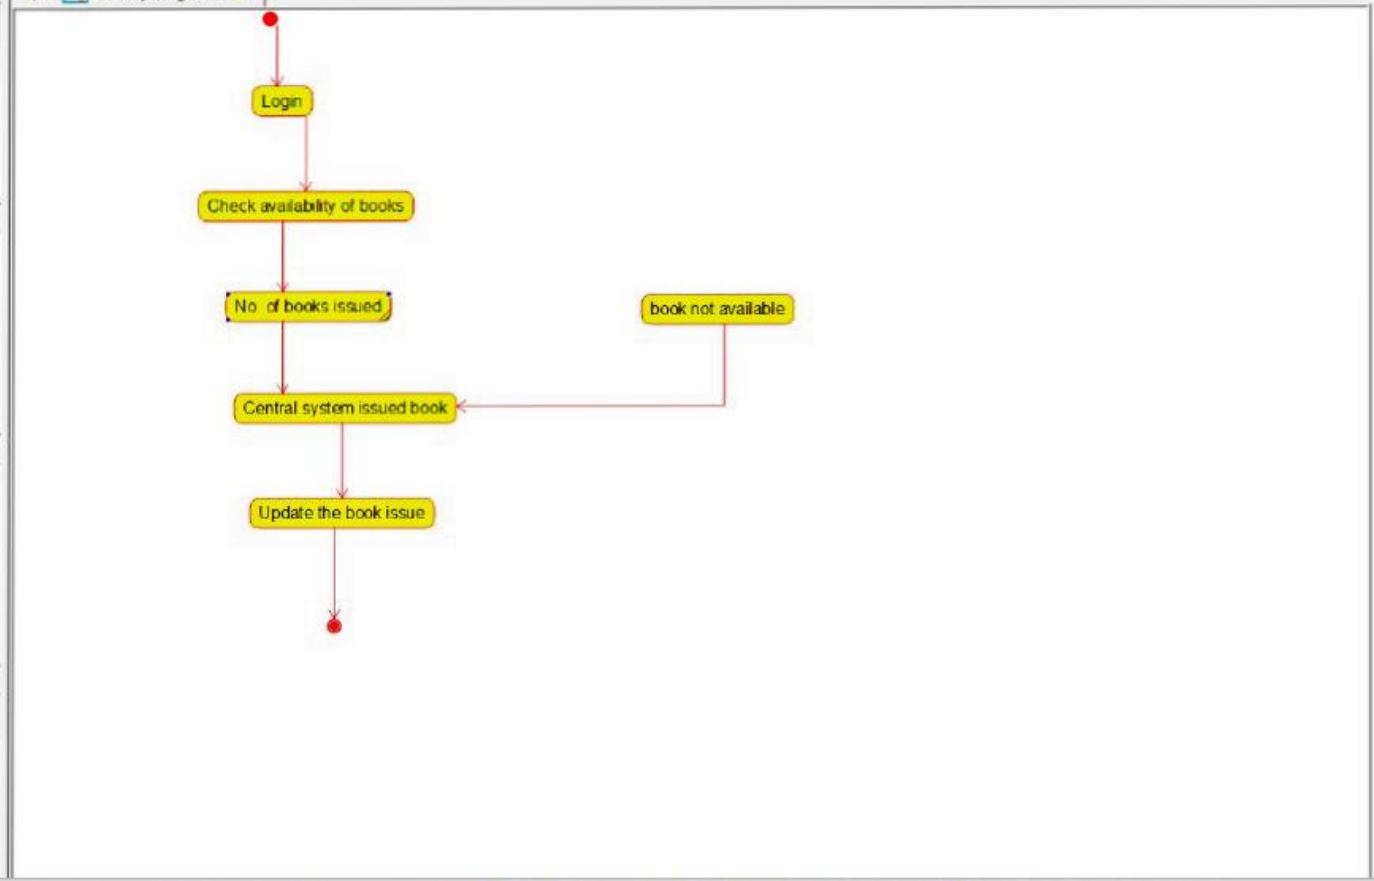 Login
Check availability of books
No of books issued
book not available
Central system issued book
Update the book issue